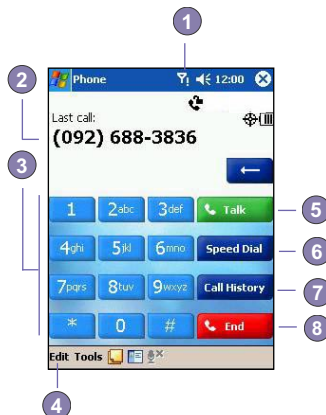 1
2
3
4
5
6
7
8
Phone 12:00
Last call:
(092) 688-3836
1 2abc 3def Talk
4ghi 5jkl 6mno Speed Dial
7pqrs 8tuv 9wxyz Call History
* 0 # End
Edit Tools